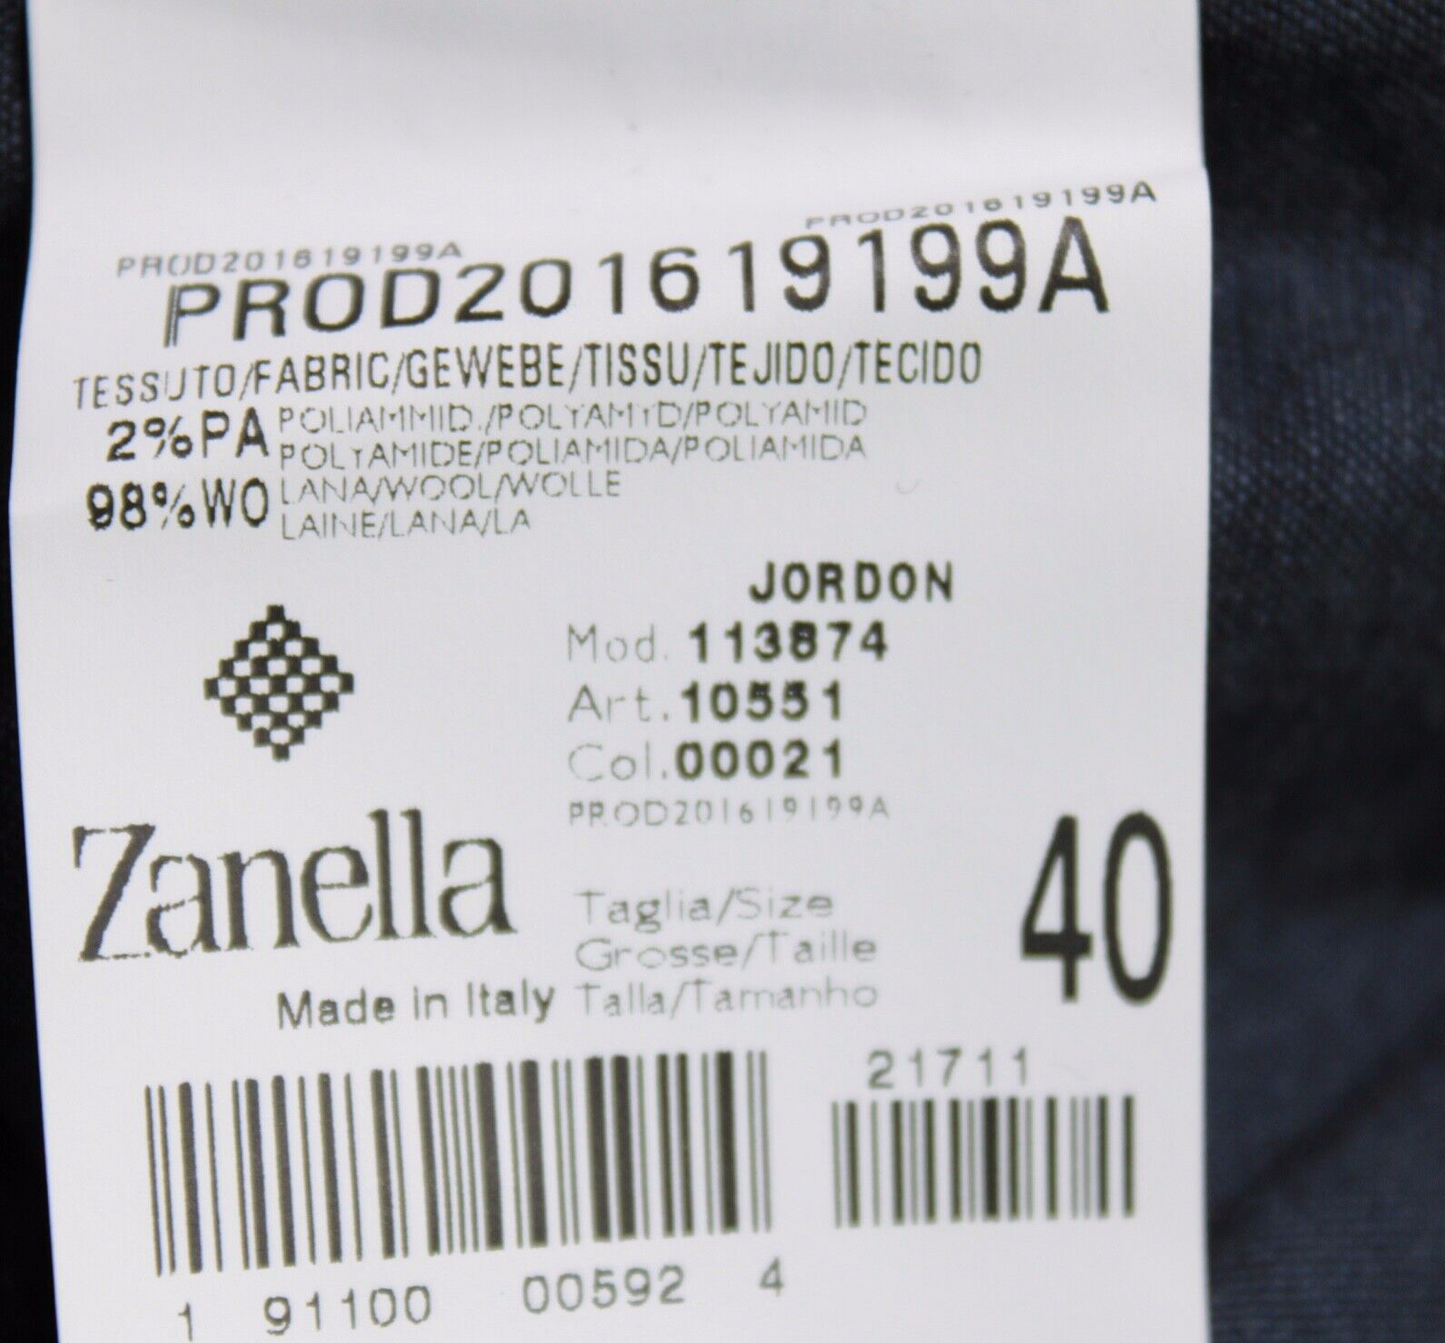 PROD201619199A
PROD201619199A
PROD201619199A
TESSUTO/FABRIC/GEWEBE/TISSU/TEJIDO/TECIDO
2%PA POLIAMMID./POLYAMYD/POLYAMID
POLYAMIDE/POLIAMIDA/POLIAMIDA
98%WO LANA/WOOL/WOLLE
LAINE/LANA/LA
JORDON
Mod. 113874
Art. 10551
Col. 00021
PROD201619199A
Zanella
Taglia/Size
Grosse/Taille
Talla/Tamanho
40
Made in Italy
21711
1 91100 00592 4